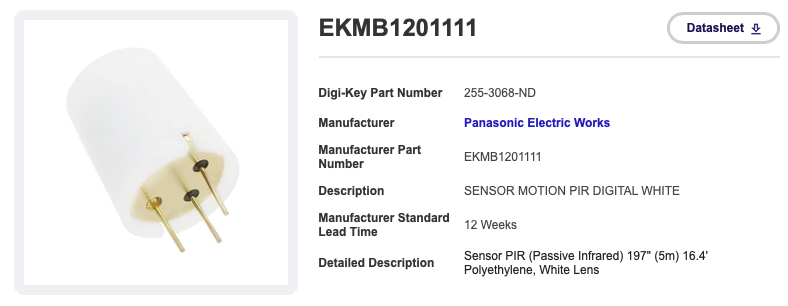 EKMB1201111
Datasheet
Digi-Key Part Number 255-3068-ND
Manufacturer Panasonic Electric Works
Manufacturer Part
Number EKMB1201111
Description SENSOR MOTION PIR DIGITAL WHITE
Manufacturer Standard
Lead Time 12 Weeks
Detailed Description Sensor PIR (Passive Infrared) 197" (5m) 16.4'
Polyethylene, White Lens